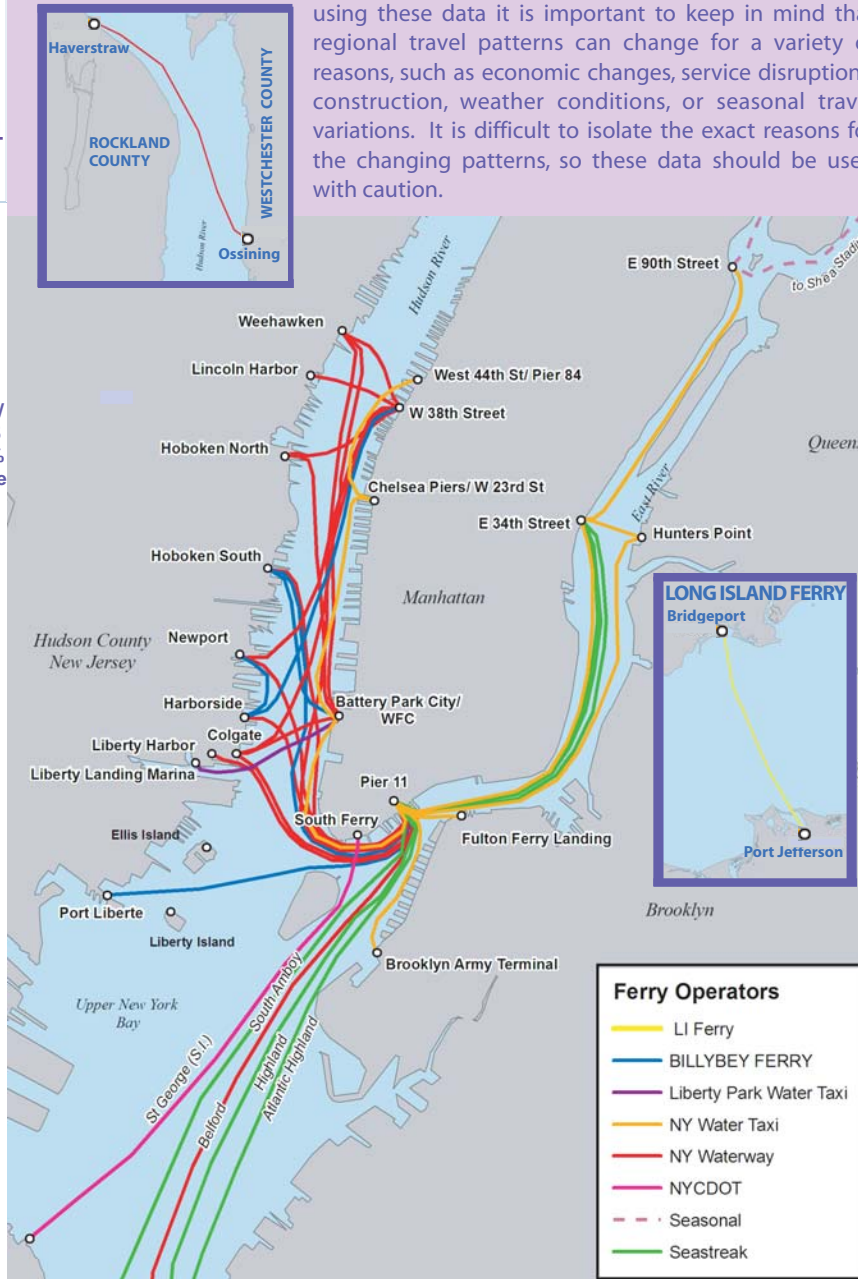 using these data it is important to keep in mind tha
regional travel patterns can change for a variety
reasons, such as economic changes, service disruption
construction, weather conditions, or seasonal trav
variations. It is difficult to isolate the exact reasons fo
the changing patterns, so these data should be use
with caution.
Haverstraw
ROCKLAND
COUNTY
WESTCHESTER COUNTY
Hudson River
Ossining
Hudson River
E 90th Street
to Shea Stadi
Weehawken
Lincoln Harbor
West 44th St/ Pier 84
W 38th Street
Hoboken North
Queen
Chelsea Piers/ W 23rd St
East River
E 34th Street
Hunters Point
Hoboken South
Manhattan
LONG ISLAND FERRY
Bridgeport
Port Jefferson
Hudson County
New Jersey
Newport
Harborside
Battery Park City/
WFC
Colgate
Liberty Harbor
Liberty Landing Marina
Pier 11
South Ferry
Fulton Ferry Landing
Ellis Island
Port Liberte
Liberty Island
Brooklyn
Brooklyn Army Terminal
Upper New York
Bay
St George (S.I.)
South Amboy
Belford
Highland
Atlantic Highland
Ferry Operators
LI Ferry
BILLYBEY FERRY
Liberty Park Water Taxi
NY Water Taxi
NY Waterway
NYCDOT
Seasonal
Seastreak